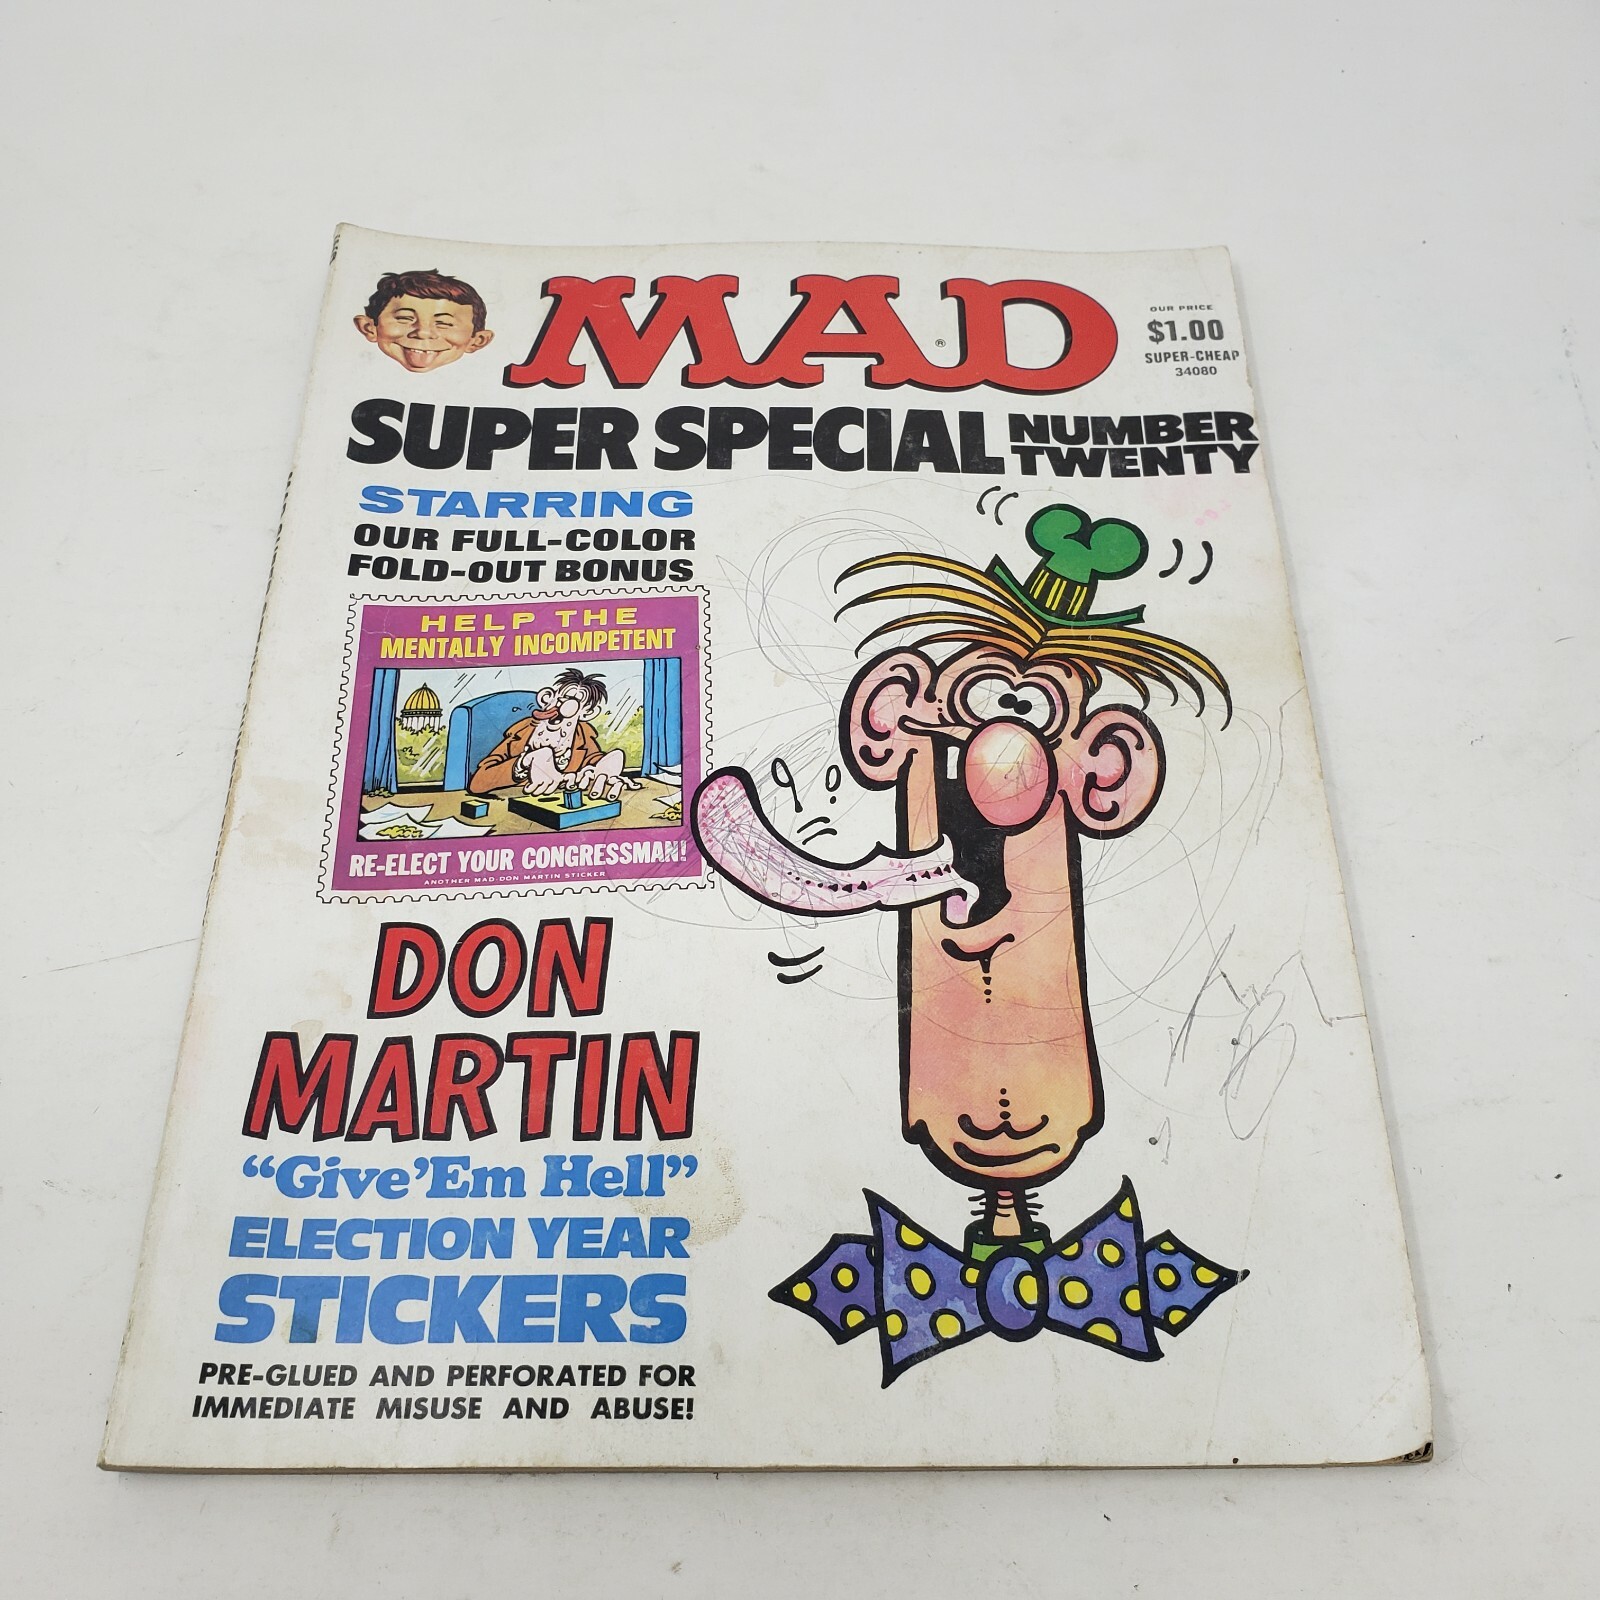 MAD
®
OUR PRICE
$1.00
SUPER-CHEAP
34080
SUPER SPECIAL NUMBER TWENTY
STARRING
OUR FULL-COLOR
FOLD-OUT BONUS
HELP THE
MENTALLY INCOMPETENT
RE-ELECT YOUR CONGRESSMAN!
ANOTHER MAD-DON MARTIN STICKER
DON
MARTIN
“Give 'Em Hell”
ELECTION YEAR
STICKERS
PRE-GLUED AND PERFORATED FOR
IMMEDIATE MISUSE AND ABUSE!